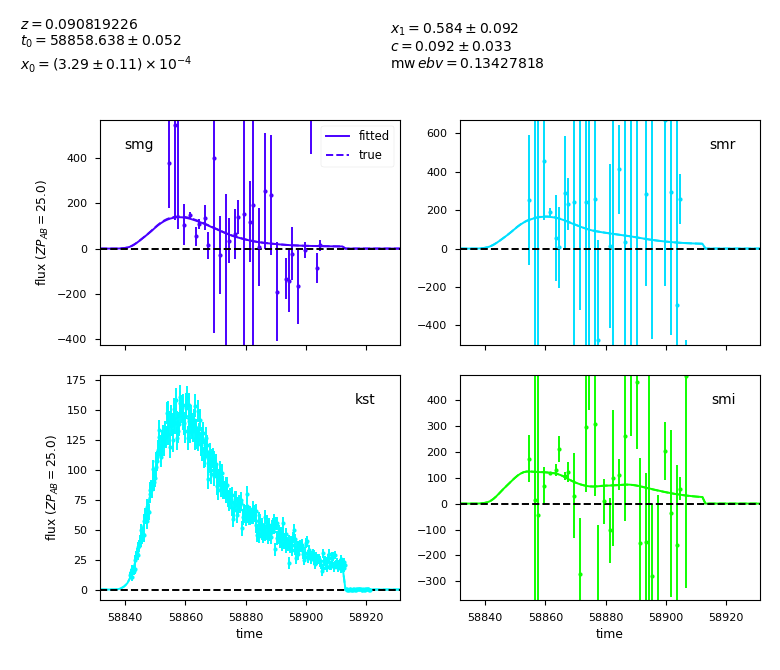 z = 0.090819226
t₀ = 58858.638 ± 0.052
x₀ = (3.29 ± 0.11) × 10⁻⁴
x₁ = 0.584 ± 0.092
c = 0.092 ± 0.033
mw ebv = 0.13427818
smg
fitted
true
400
200
0
−200
−400
flux (ZP_AB = 25.0)
smr
600
400
200
0
−200
−400
kst
175
150
125
100
75
50
25
0
flux (ZP_AB = 25.0)
58840 58860 58880 58900 58920
time
smi
400
300
200
100
0
−100
−200
−300
58840 58860 58880 58900 58920
time